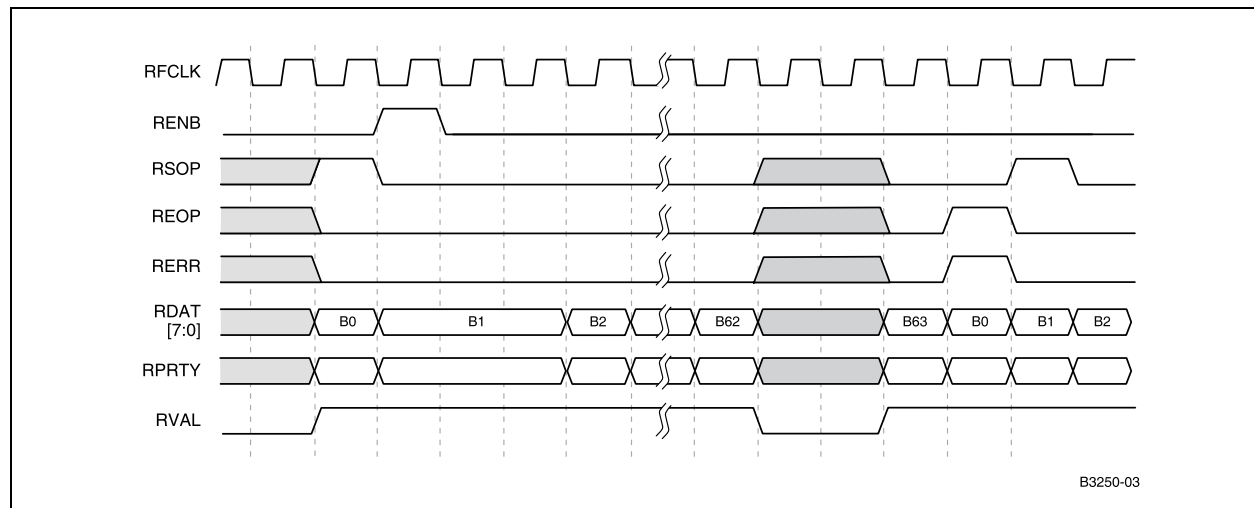 RFCLK
RENB
RSOP
REOP
RERR
RDAT
[7:0]
B0 B1 B2 B62 B63 B0 B1 B2
RPRTY
RVAL
B3250-03